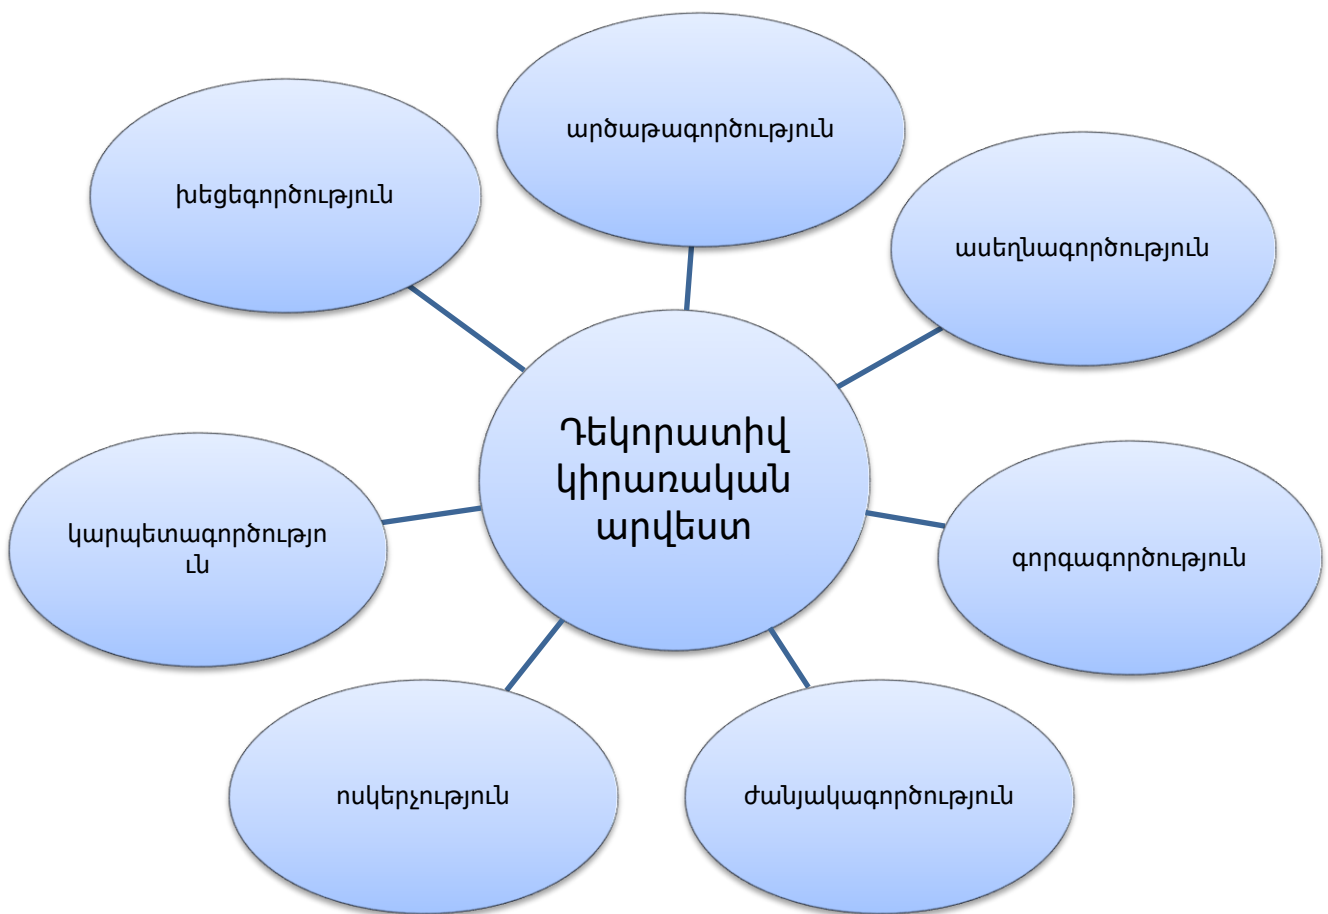 արծաթագործություն
խեցեգործություն
ասեղնագործություն
Դեկորատիվ
կիրառական
արվեստ
կարպետագործությո
ւն
գորգագործություն
ոսկերչություն
ժանյակագործություն